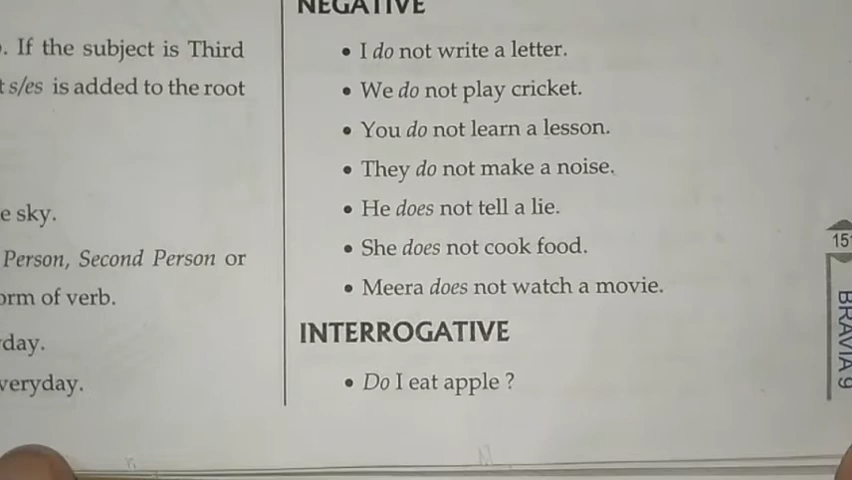 . If the subject is Third
s/es is added to the root
e sky.
Person, Second Person or
orm of verb.
day.
veryday.
NEGATIVE
• I do not write a letter.
• We do not play cricket.
• You do not learn a lesson.
• They do not make a noise.
• He does not tell a lie.
• She does not cook food.
• Meera does not watch a movie.
INTERROGATIVE
• Do I eat apple ?
15
BRAVIA 9